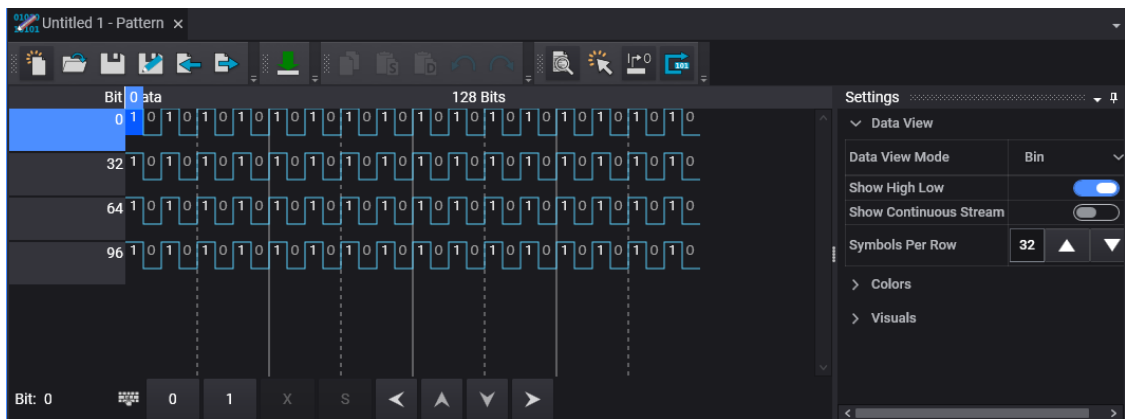 Untitled 1 - Pattern ×
Bit 0 ata 128 Bits
0 1 0 1 0 1 0 1 0 1 0 1 0 1 0 1 0 1 0 1 0 1 0 1 0 1 0 1 0 1 0 1 0
32 1 0 1 0 1 0 1 0 1 0 1 0 1 0 1 0 1 0 1 0 1 0 1 0 1 0 1 0 1 0 1 0
64 1 0 1 0 1 0 1 0 1 0 1 0 1 0 1 0 1 0 1 0 1 0 1 0 1 0 1 0 1 0 1 0
96 1 0 1 0 1 0 1 0 1 0 1 0 1 0 1 0 1 0 1 0 1 0 1 0 1 0 1 0 1 0 1 0
Bit: 0 0 1 X S
Settings
Data View
Data View Mode Bin
Show High Low
Show Continuous Stream
Symbols Per Row 32
Colors
Visuals